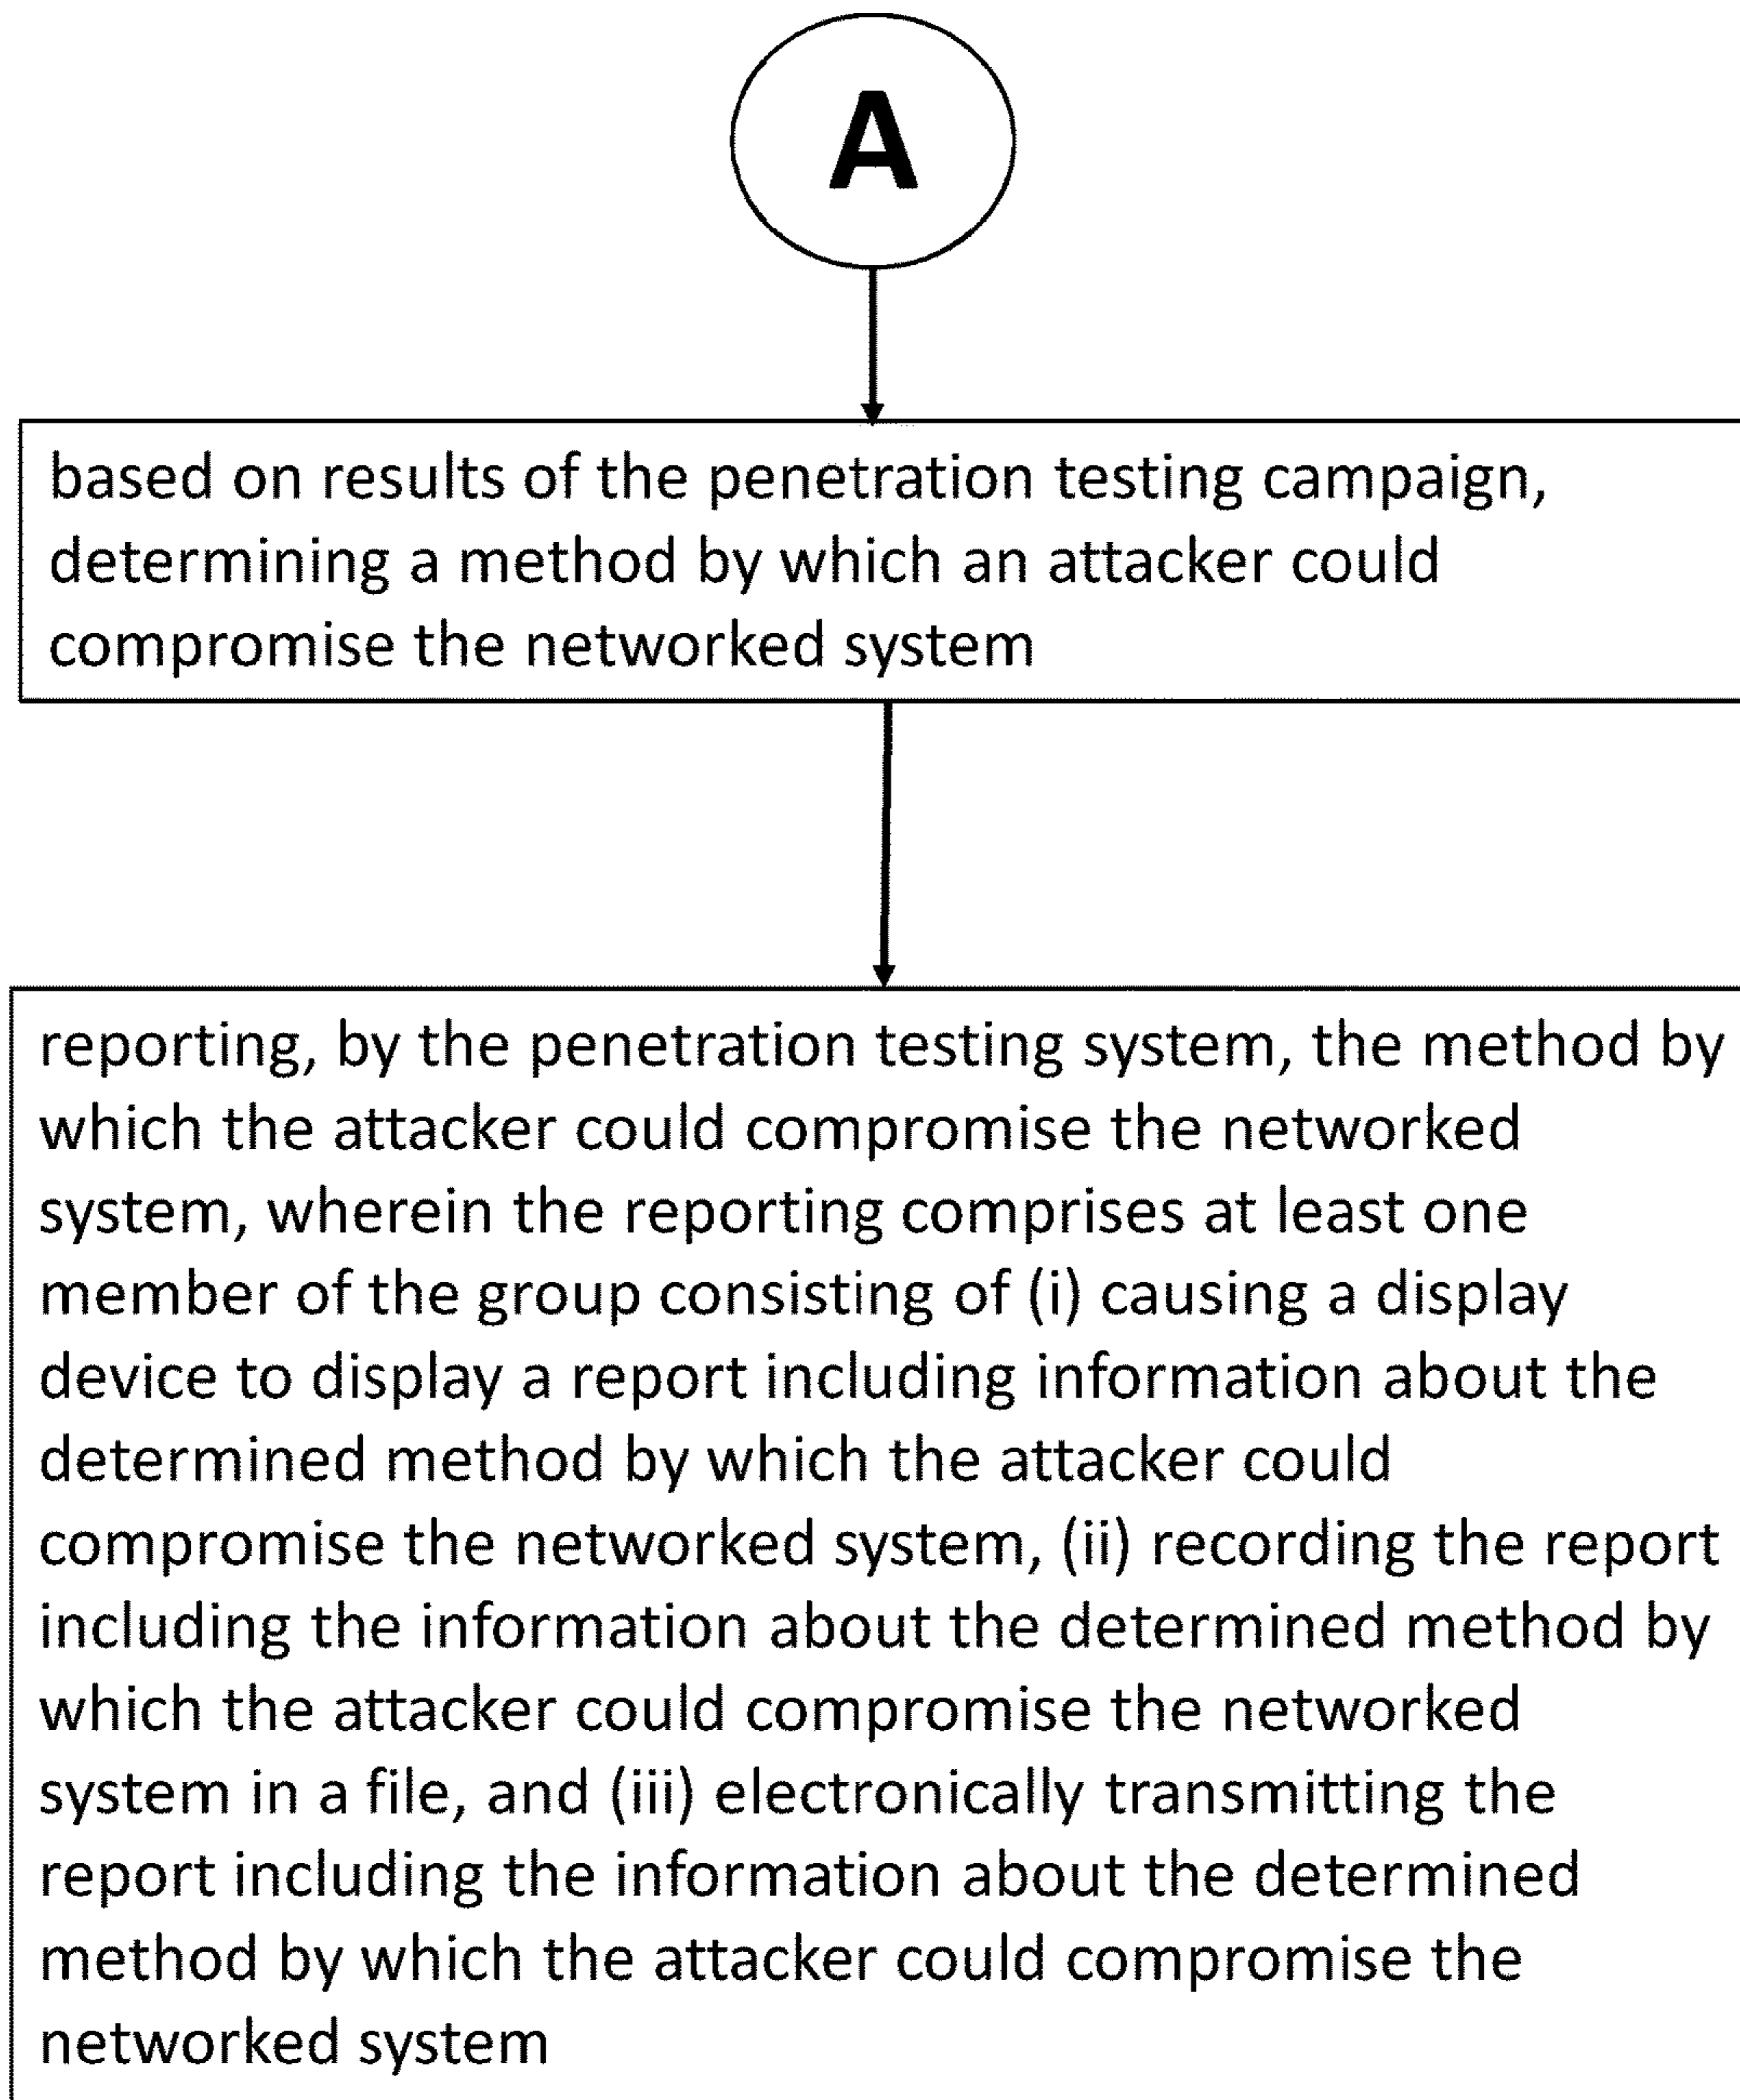 A
based on results of the penetration testing campaign,
determining a method by which an attacker could
compromise the networked system
reporting, by the penetration testing system, the method by
which the attacker could compromise the networked
system, wherein the reporting comprises at least one
member of the group consisting of (i) causing a display
device to display a report including information about the
determined method by which the attacker could
compromise the networked system, (ii) recording the report
including the information about the determined method by
which the attacker could compromise the networked
system in a file, and (iii) electronically transmitting the
report including the information about the determined
method by which the attacker could compromise the
networked system